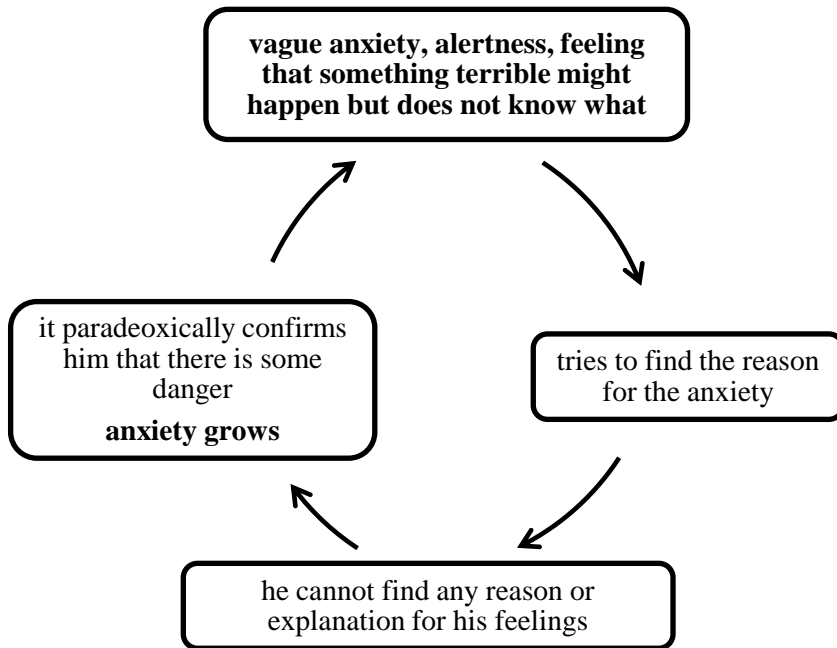 vague anxiety, alertness, feeling
that something terrible might
happen but does not know what
tries to find the reason
for the anxiety
he cannot find any reason or
explanation for his feelings
it paradeoxically confirms
him that there is some
danger
anxiety grows